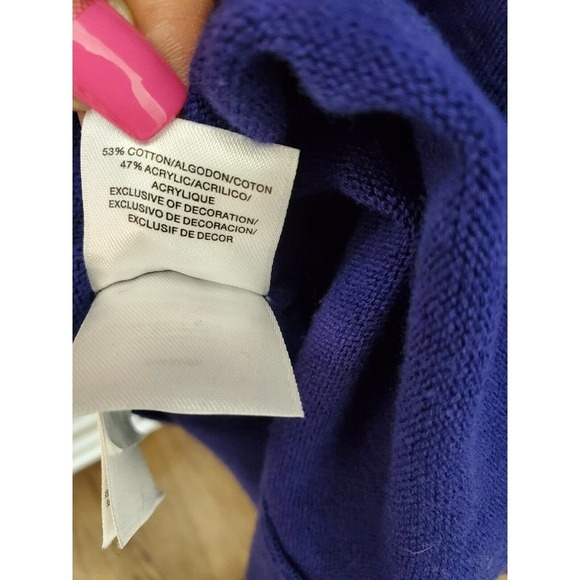 53% COTTON/ALGODON/COTON
47% ACRYLIC/ACRILICO/
ACRYLIQUE
EXCLUSIVE OF DECORATION/
EXCLUSIVO DE DECORACION/
EXCLUSIF DE DECOR